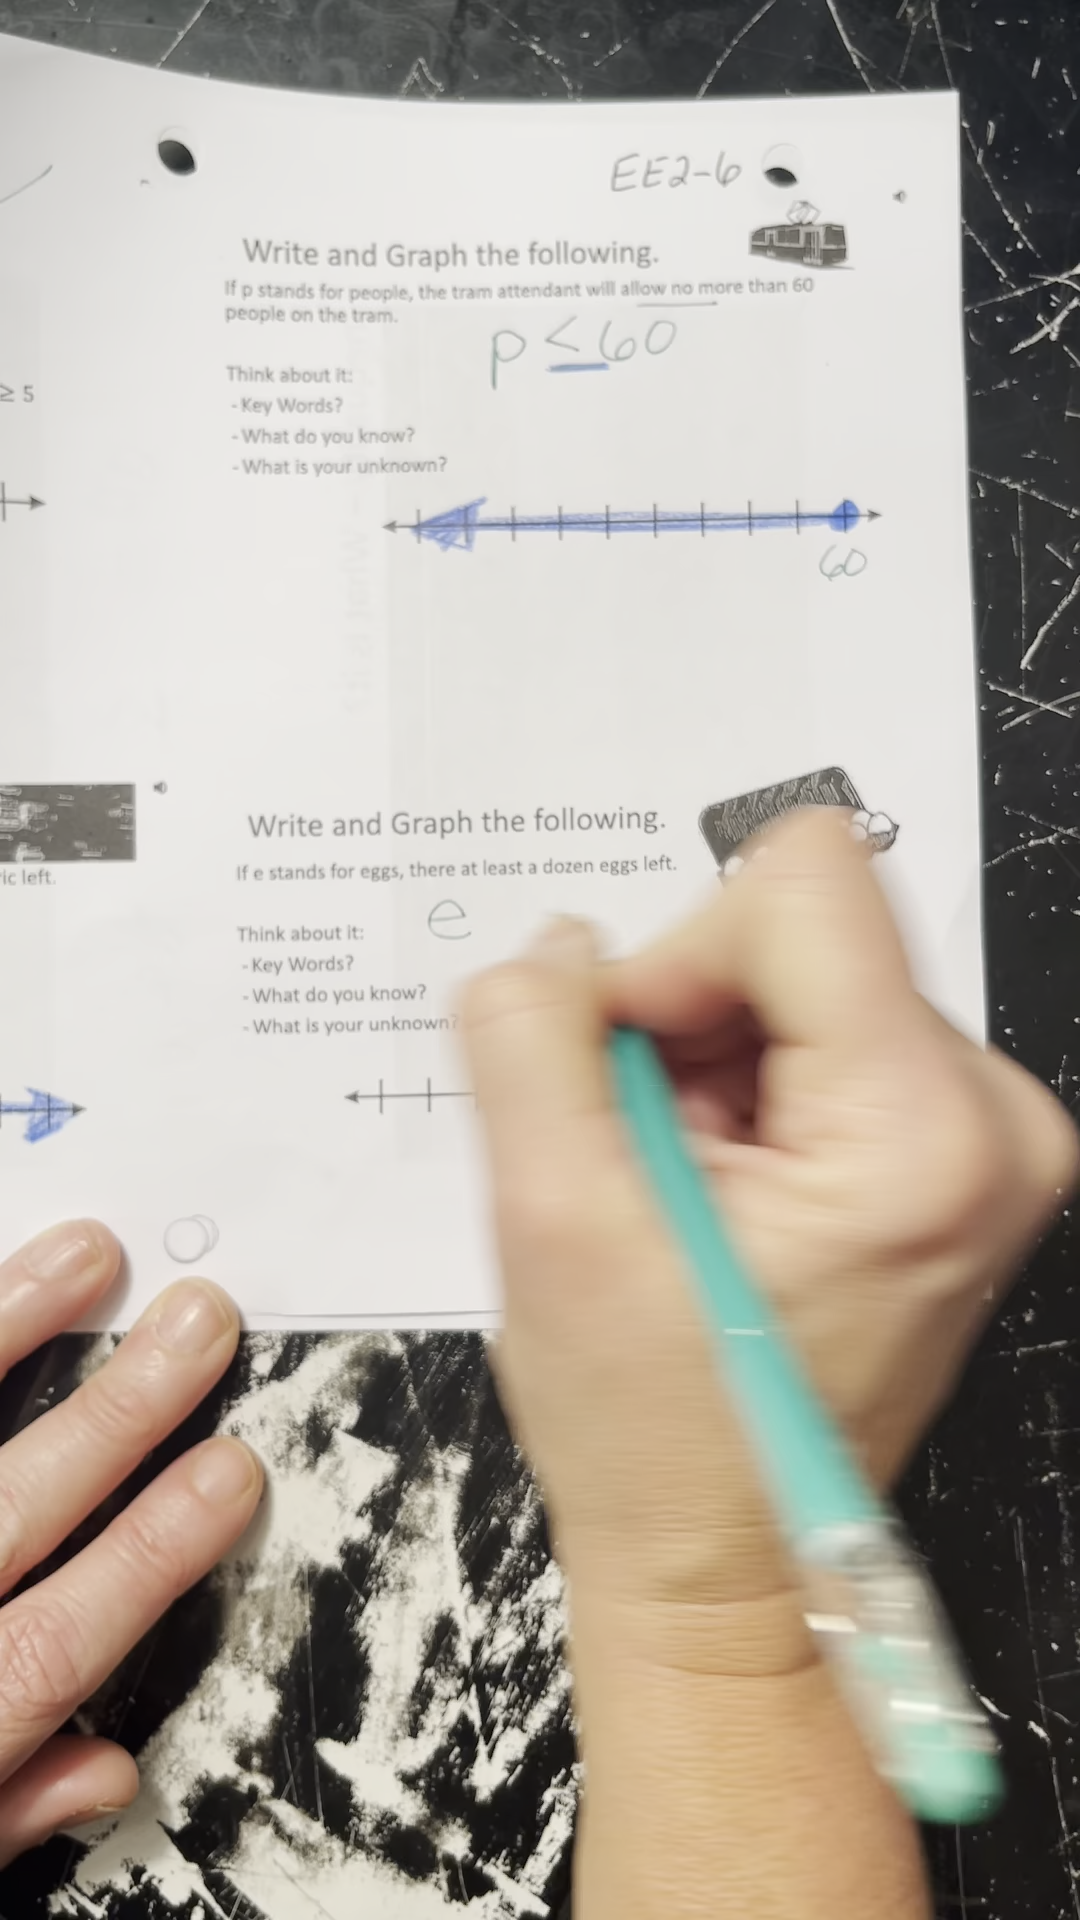 EE2-6
Write and Graph the following.
If p stands for people, the tram attendant will allow no more than 60
people on the tram.
p ≤ 60
Think about it:
- Key Words?
- What do you know?
- What is your unknown?
≥ 5
60
Write and Graph the following.
ic left.
If e stands for eggs, there at least a dozen eggs left.
e
Think about it:
- Key Words?
- What do you know?
- What is your unknown?